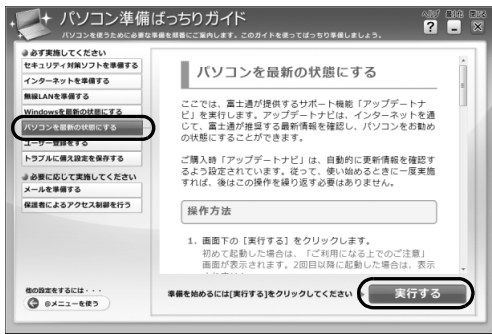 パソコン準備ばっちりガイド
パソコンを使うために必要な準備を順番にご案内します。このガイドを使ってばっちり準備しましょう。
ヘルプ 最小化 閉じる
? _ X
必ず実施してください
セキュリティ対策ソフトを準備する
インターネットを準備する
無線LANを準備する
Windowsを最新の状態にする
パソコンを最新の状態にする
ユーザー登録をする
トラブルに備え設定を保存する
必要に応じて実施してください
メールを準備する
保護者によるアクセス制御を行う
パソコンを最新の状態にする
ここでは、富士通が提供するサポート機能「アップデートナ
ビ」を実行します。アップデートナビは、インターネットを通
じて、富士通が推奨する最新情報を確認し、パソコンをお勧め
の状態にすることができます。
ご購入時「アップデートナビ」は、自動的に更新情報を確認す
るよう設定されています。従って、使い始めるときに一度実施
すれば、後はこの操作を繰り返す必要はありません。
操作方法
1. 画面下の［実行する］をクリックします。
初めて起動した場合は、「ご利用になる上でのご注意」
画面が表示されます。2回目以降に起動した場合は、表示
他の設定をするには・・・
@メニューを使う
準備を始めるには[実行する]をクリックしてください
実行する